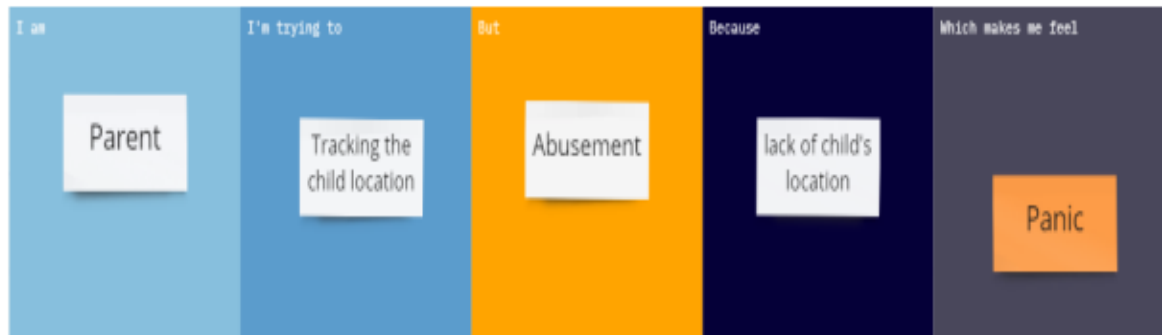 I am
I'm trying to
But
Because
Which makes me feel
Parent
Tracking the
child location
Abusement
lack of child's
location
Panic